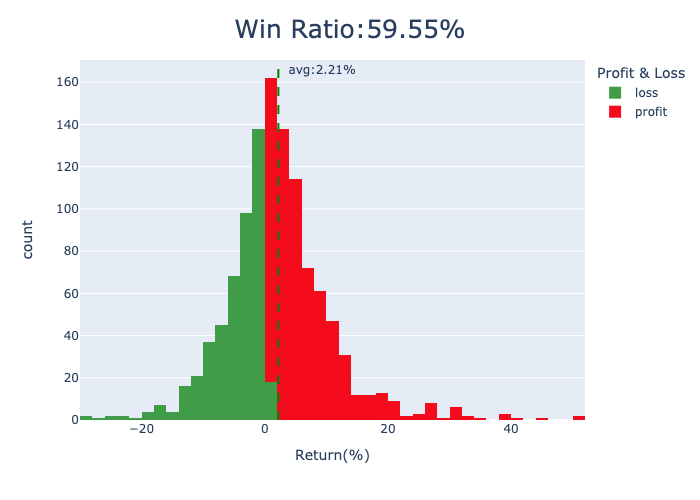 Win Ratio:59.55%
avg:2.21%
Profit & Loss
loss
profit
160
140
120
100
80
60
40
20
0
count
−20
0
20
40
Return(%)